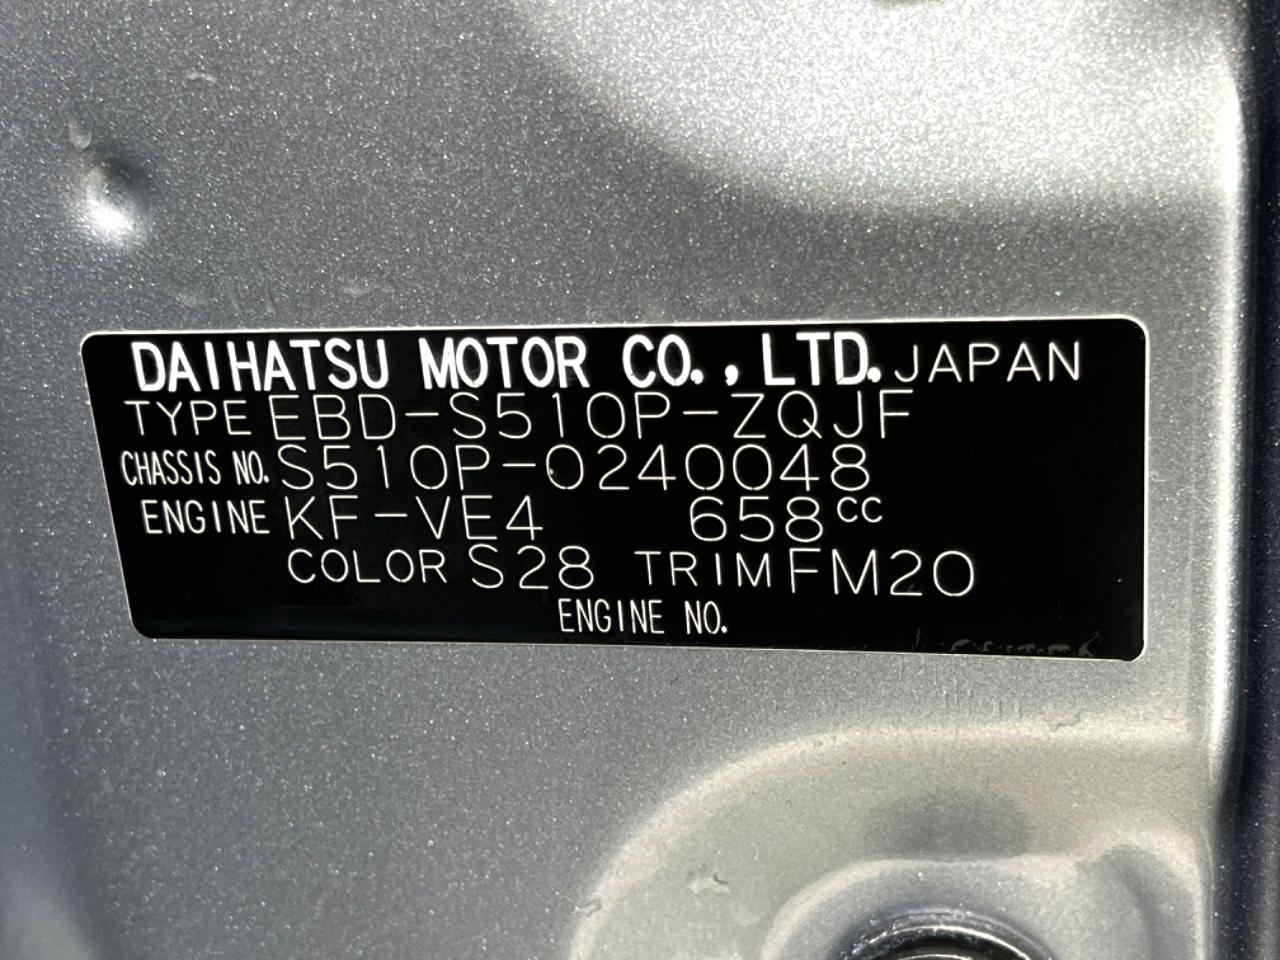 DAIHATSU MOTOR CO., LTD. JAPAN
TYPE EBD-S510P-ZQJF
CHASSIS NO. S510P-0240048
ENGINE KF-VE4 658CC
COLOR S28 TRIM FM20
ENGINE NO.